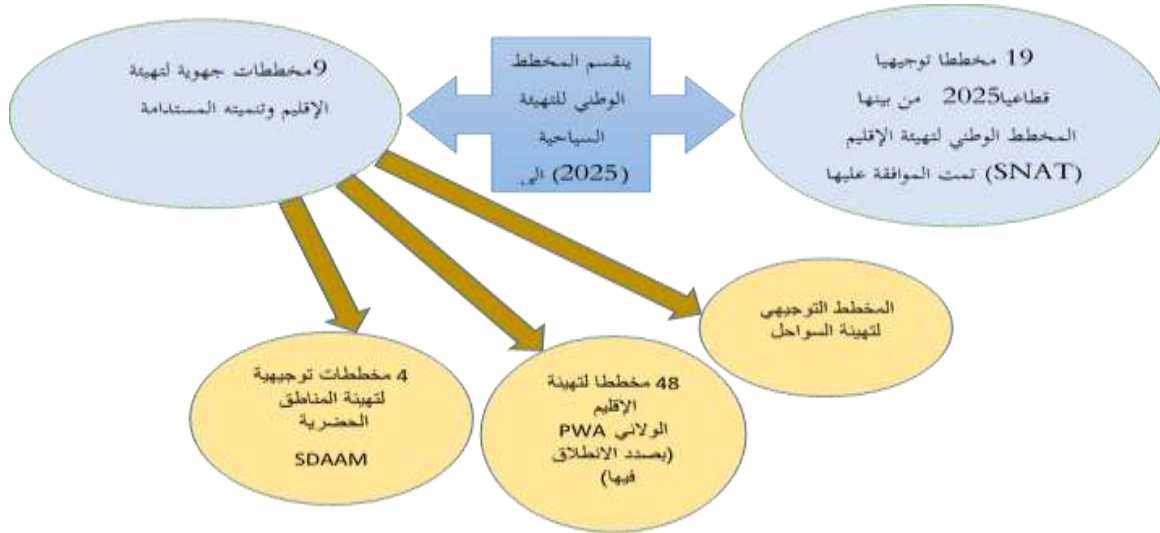 19 مخططا توجيهيا
قطاعيا2025 من بينها
المخطط الوطني لتهيئة الإقليم
(SNAT) تمت الموافقة عليها
ينقسم المخطط
الوطني للتهيئة
السياحية
(2025) الى
9مخططات جهوية لتهيئة
الإقليم وتنميته المستدامة
المخطط التوجيهي
لتهيئة السواحل
48 مخططا لتهيئة
الإقليم
الولائي PWA
(بصدد الانطلاق
فيها)
4 مخططات توجيهية
لتهيئة المناطق
الحضرية
SDAAM